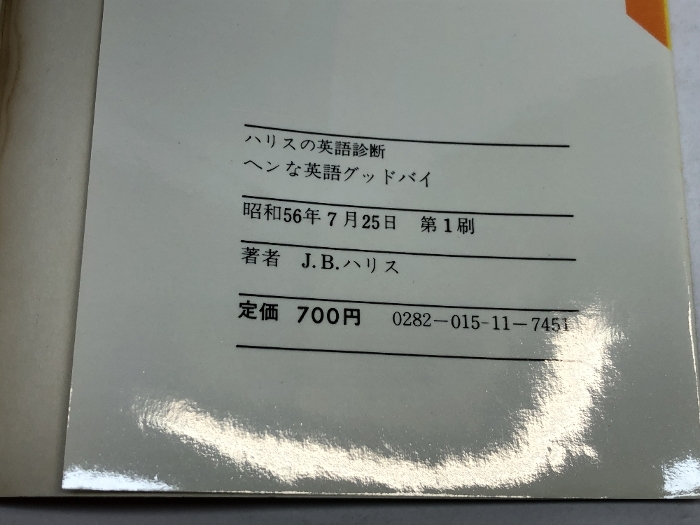 ハリスの英語診断
ヘンな英語グッドバイ
昭和56年7月25日 第1刷
著者 J.B.ハリス
定価 700円 0282-015-11-7451